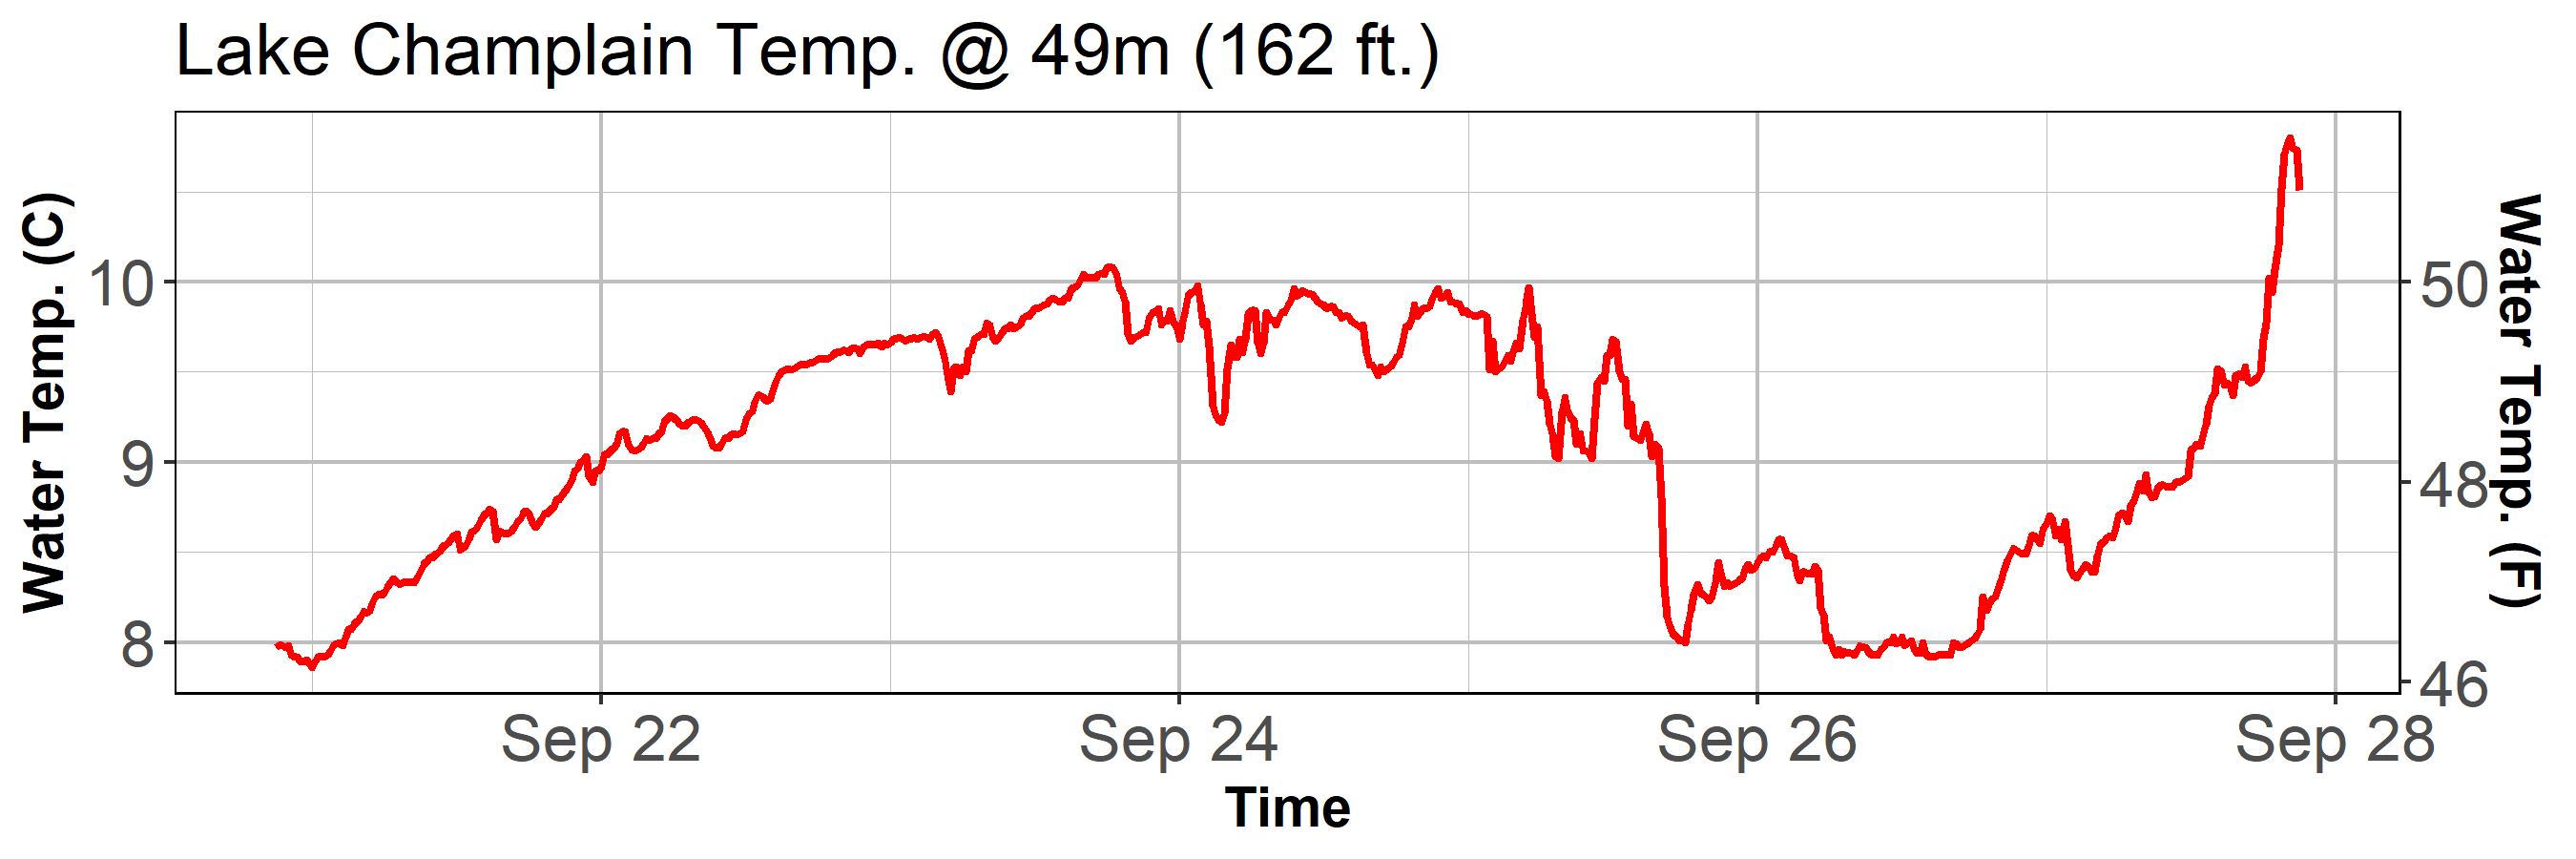 Lake Champlain Temp. @ 49m (162 ft.)
Water Temp. (C)
10
9
8
50
48
46
Water Temp. (F)
Sep 22
Sep 24
Sep 26
Sep 28
Time